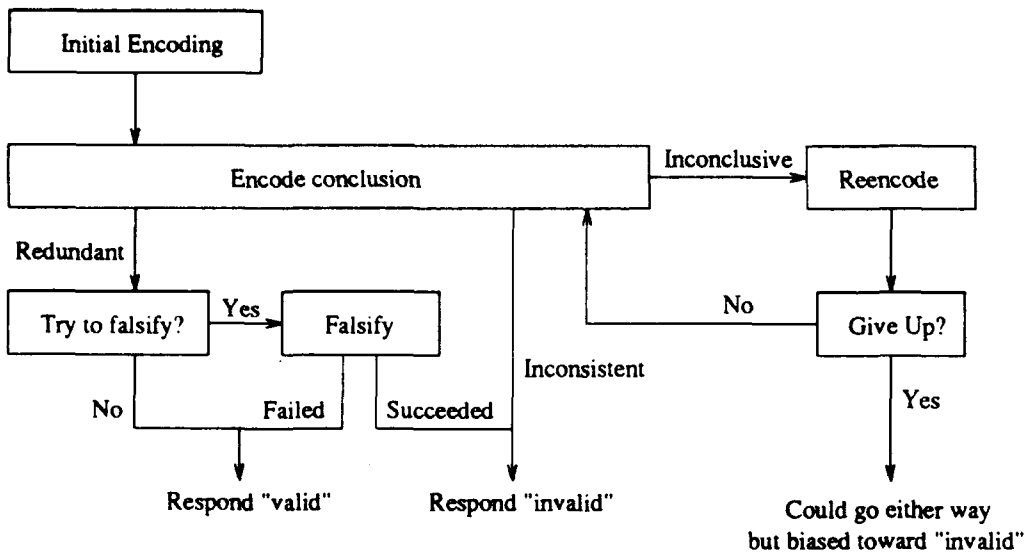 Initial Encoding
Encode conclusion
Inconclusive
Reencode
Redundant
Try to falsify?
Yes
Falsify
No
Give Up?
Inconsistent
No
Failed
Succeeded
Yes
Respond "valid"
Respond "invalid"
Could go either way
but biased toward "invalid"